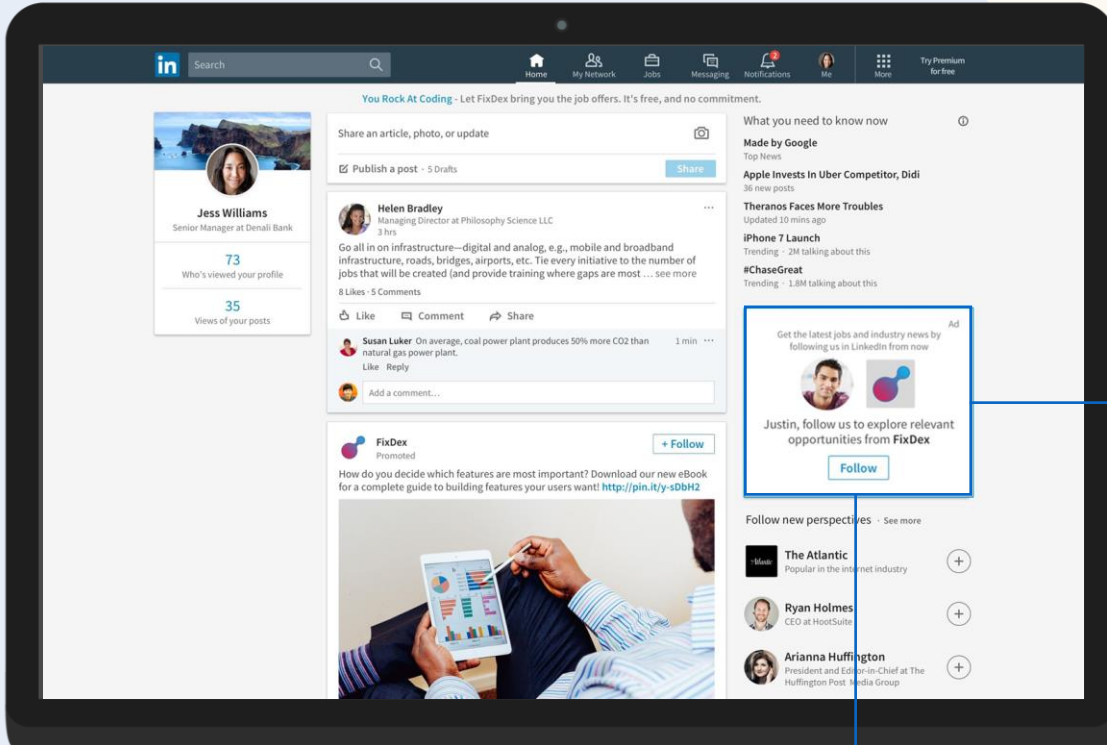 in
Search
Home
My Network
Jobs
Messaging
2
Notifications
Me
More
Try Premium
for free
You Rock At Coding - Let FixDex bring you the job offers. It's free, and no commitment.
Jess Williams
Senior Manager at Denali Bank
73
Who's viewed your profile
35
Views of your posts
Share an article, photo, or update
Publish a post · 5 Drafts
Share
Helen Bradley
Managing Director at Philosophy Science LLC
3 hrs
Go all in on infrastructure—digital and analog, e.g., mobile and broadband
infrastructure, roads, bridges, airports, etc. Tie every initiative to the number of
jobs that will be created (and provide training where gaps are most ... see more
8 Likes · 5 Comments
Like Comment Share
Susan Luker On average, coal power plant produces 50% more CO2 than
natural gas power plant.
1 min
Like Reply
Add a comment...
FixDex
Promoted
+ Follow
How do you decide which features are most important? Download our new eBook
for a complete guide to building features your users want! http://pin.it/y-sDbH2
What you need to know now
Made by Google
Top News
Apple Invests In Uber Competitor, Didi
36 new posts
Theranos Faces More Troubles
Updated 10 mins ago
iPhone 7 Launch
Trending · 2M talking about this
#ChaseGreat
Trending · 1.8M talking about this
Ad
Get the latest jobs and industry news by
following us in LinkedIn from now
Justin, follow us to explore relevant
opportunities from FixDex
Follow
Follow new perspectives · See more
The Atlantic
The Atlantic
Popular in the internet industry
Ryan Holmes
CEO at HootSuite
Arianna Huffington
President and Editor-in-Chief at The
Huffington Post Media Group